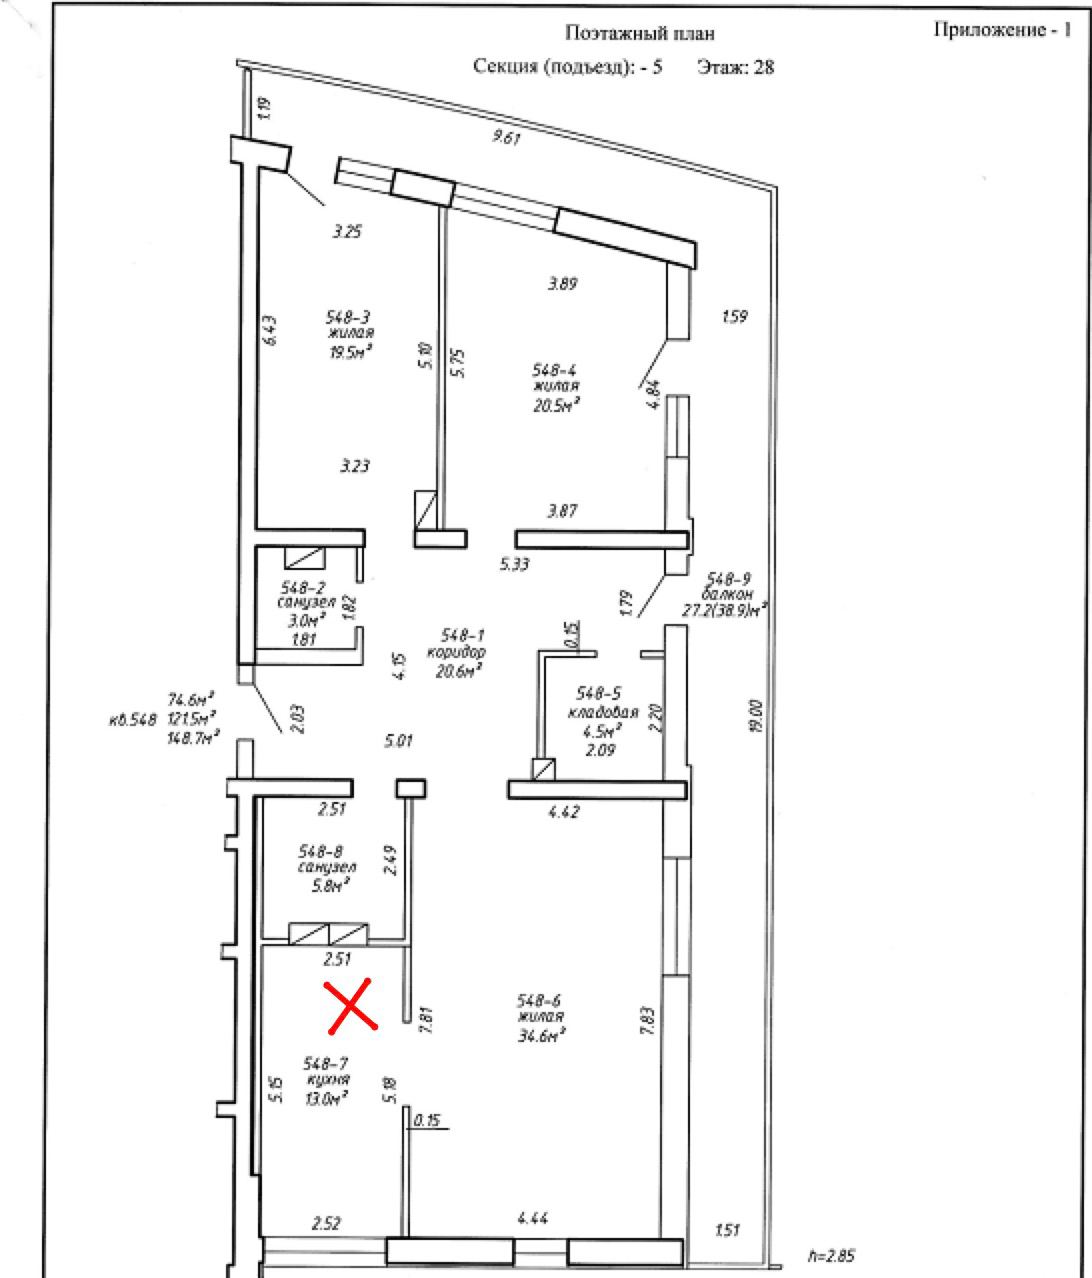 Поэтажный план
Приложение - 1
Секция (подъезд): - 5 Этаж: 28
1.19
9.61
3.25
3.89
6.43
548-3
жилая
19.5м²
5.10
5.75
1.59
548-4
жилая
20.5м²
4.84
3.23
3.87
5.33
548-2
санузел
3.0м²
1.81
1.82
1.79
548-9
балкон
27.2(38.9)м²
548-1
коридор
20.6м²
4.15
0.15
548-5
кладовая
4.5м²
2.09
2.20
19.00
кв.548
74.6м²
121.5м²
148.7м²
2.03
5.01
2.51
4.42
548-8
санузел
5.8м²
2.49
2.51
548-6
жилая
34.6м²
7.81
7.83
548-7
кухня
13.0м²
5.15
5.18
0.15
2.52
4.44
1.51
h=2.85